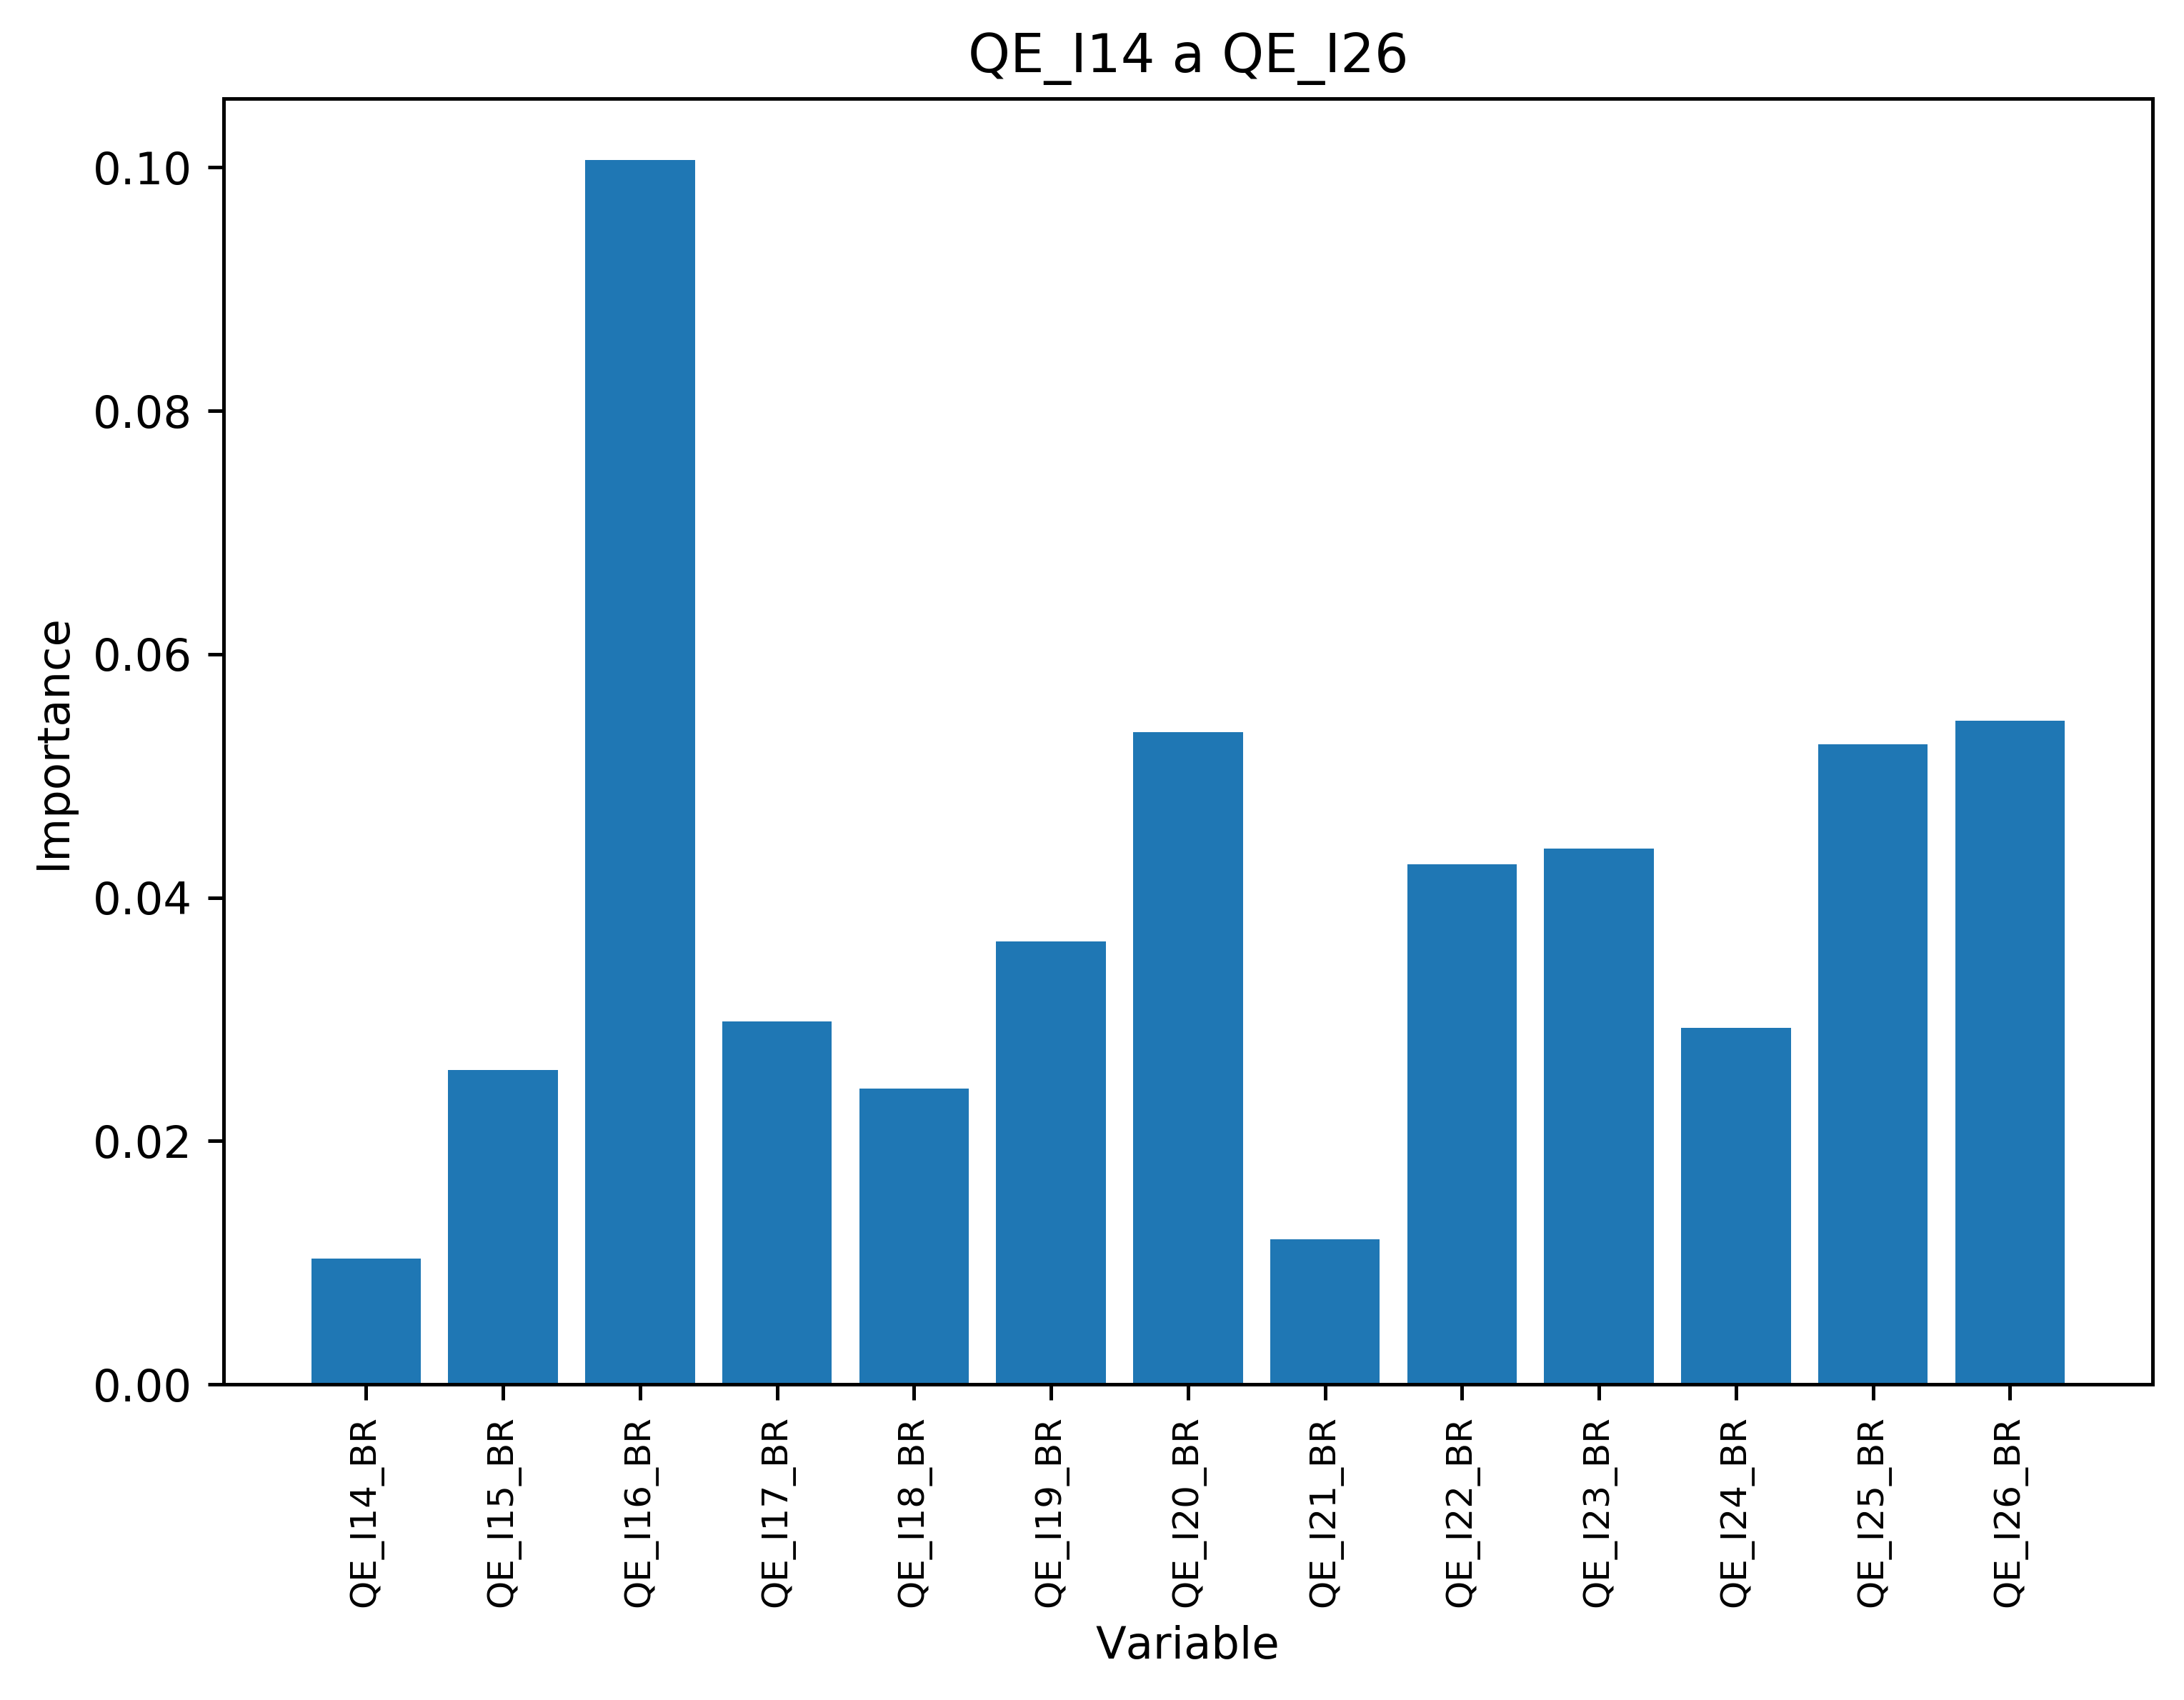 QE_I14 a QE_I26
Importance
0.10
0.08
0.06
0.04
0.02
0.00
QE_I14_BR
QE_I15_BR
QE_I16_BR
QE_I17_BR
QE_I18_BR
QE_I19_BR
QE_I20_BR
QE_I21_BR
QE_I22_BR
QE_I23_BR
QE_I24_BR
QE_I25_BR
QE_I26_BR
Variable